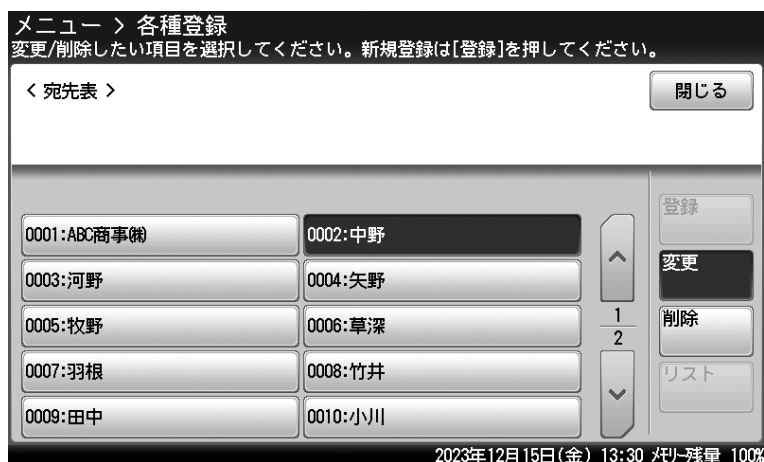 メニュー > 各種登録
変更/削除したい項目を選択してください。新規登録は[登録]を押してください。
< 宛先表 >
閉じる
登録
0001:ABC商事㈱
0002:中野
変更
0003:河野
0004:矢野
0005:牧野
0006:草深
1
2
削除
0007:羽根
0008:竹井
リスト
0009:田中
0010:小川
2023年12月15日(金) 13:30 メモリー残量 100%